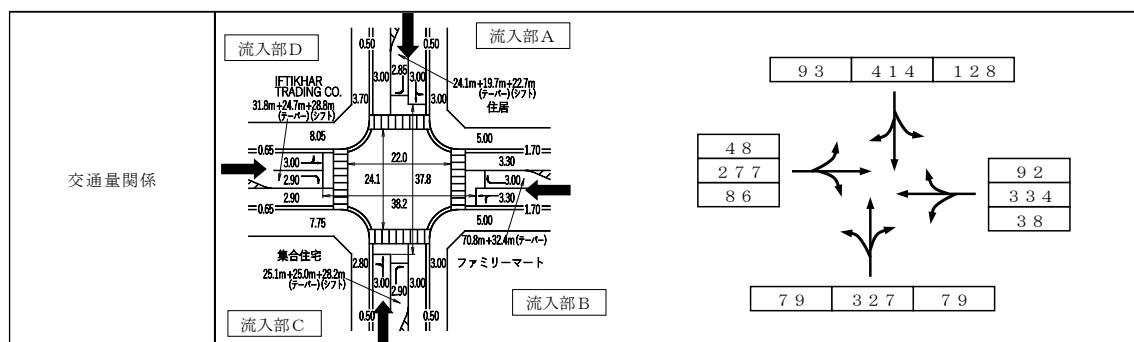 交通量関係
流入部D
流入部A
0.50
0.50
3.00
2.85
3.00
24.1m+19.7m+22.7m
(テーパー)(シフト)
住居
IFTIKHAR
TRADING CO.
31.8m+24.7m+28.8m
(テーパー)(シフト)
3.70
3.00
8.05
5.00
0.65
1.70
3.00
22.0
3.30
2.90
24.1
37.8
3.00
2.90
38.2
3.30
0.65
1.70
7.75
5.00
集合住宅
70.8m+32.4m(テーパー)
25.1m+25.0m+28.2m
(テーパー)(シフト)
2.80
3.00
2.90
3.00
3.00
ファミリーマート
0.50
0.50
流入部C
流入部B
93 414 128
48
277
86
92
334
38
79 327 79